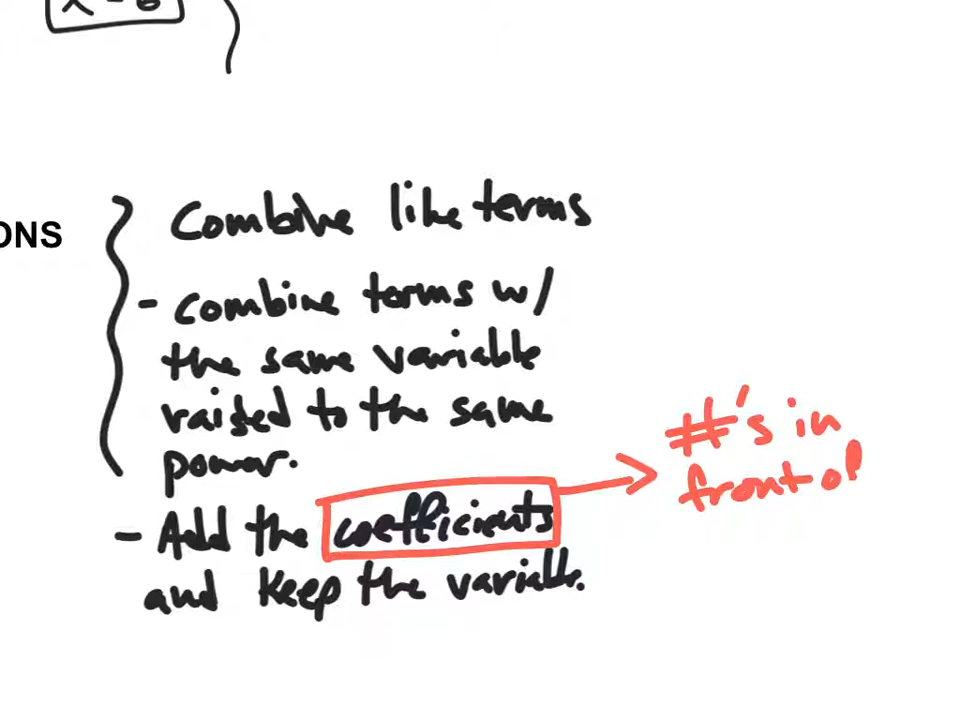 x = 6
ONS
Combine like terms
- combine terms w/
the same variable
raised to the same
power.
- Add the coefficients
and keep the variable.
#'s in
front of